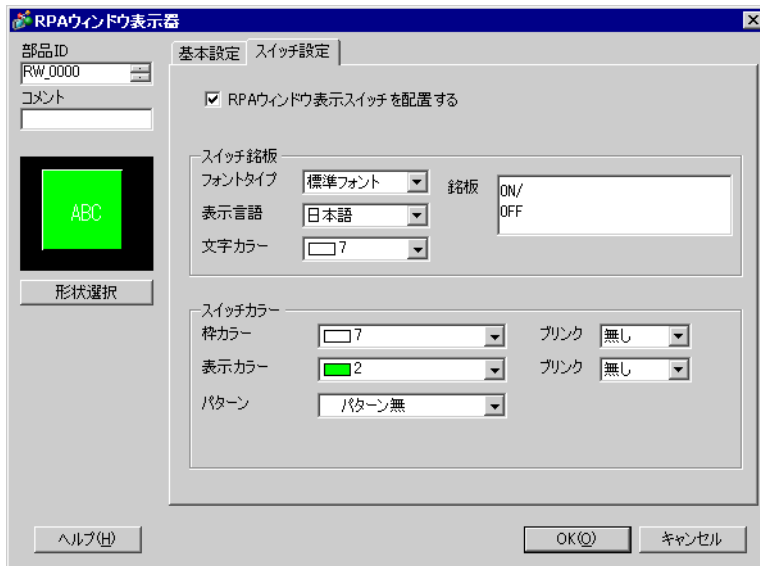 RPAウィンドウ表示器
部品ID
RW_0000
コメント
ABC
形状選択
基本設定 スイッチ設定
RPAウィンドウ表示スイッチを配置する
スイッチ銘板
フォントタイプ 標準フォント 銘板 ON/
OFF
表示言語 日本語
文字カラー 7
スイッチカラー
枠カラー 7 ブリンク 無し
表示カラー 2 ブリンク 無し
パターン パターン無
ヘルプ(H) OK(O) キャンセル